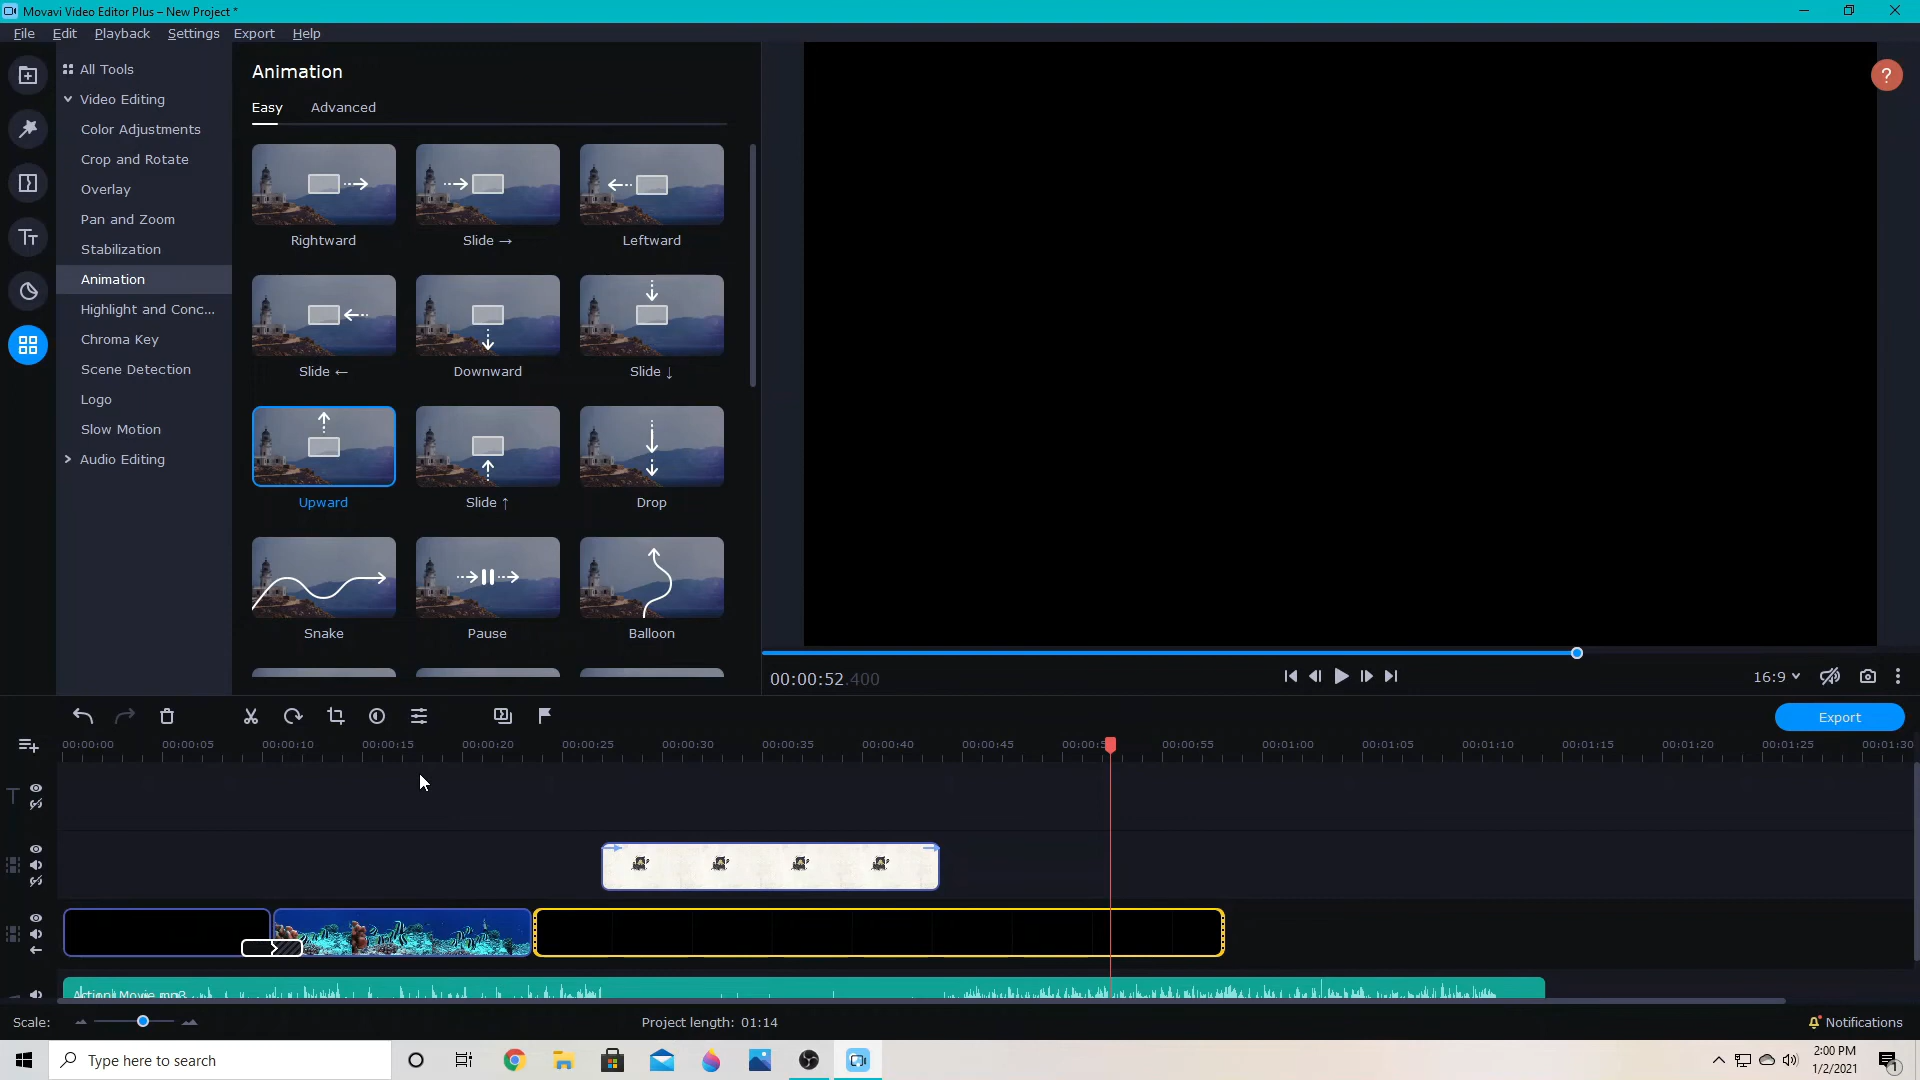 Movavi Video Editor Plus – New Project *
File Edit Playback Settings Export Help
All Tools
Video Editing
Color Adjustments
Crop and Rotate
Overlay
Pan and Zoom
Stabilization
Animation
Highlight and Conc...
Chroma Key
Scene Detection
Logo
Slow Motion
Audio Editing
Animation
Easy Advanced
Rightward Slide → Leftward
Slide ← Downward Slide ↓
Upward Slide ↑ Drop
Snake Pause Balloon
?
00:00:52.400
16:9
Export
00:00:00 00:00:05 00:00:10 00:00:15 00:00:20 00:00:25 00:00:30 00:00:35 00:00:40 00:00:45 00:00:55 00:01:00 00:01:05 00:01:10 00:01:15 00:01:20 00:01:25 00:01:30
Action Movie.mp3
Scale:
Project length: 01:14
Notifications
Type here to search
2:00 PM
1/2/2021
1